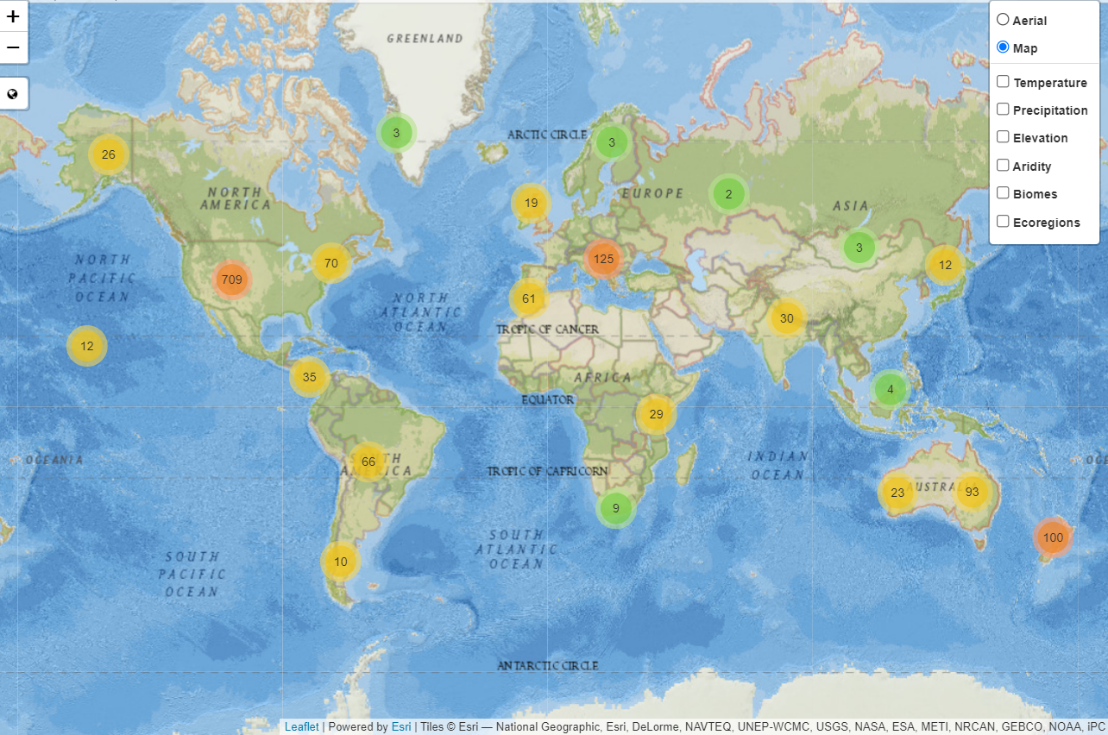 +
−
Aerial
Map
Temperature
Precipitation
Elevation
Aridity
Biomes
Ecoregions
GREENLAND
3
ARCTIC CIRCLE
3
26
NORTH
AMERICA
19
EUROPE
2
ASIA
3
NORTH
PACIFIC
OCEAN
709
70
125
12
NORTH
ATLANTIC
OCEAN
61
30
12
TROPIC OF CANCER
35
AFRICA
4
EQUATOR
29
OCEANIA
66
TROPIC OF CAPRICORN
INDIAN
OCEAN
23
93
9
SOUTH
PACIFIC
OCEAN
SOUTH
ATLANTIC
OCEAN
100
10
ANTARCTIC CIRCLE
Leaflet | Powered by Esri | Tiles © Esri — National Geographic, Esri, DeLorme, NAVTEQ, UNEP-WCMC, USGS, NASA, ESA, METI, NRCAN, GEBCO, NOAA, iPC